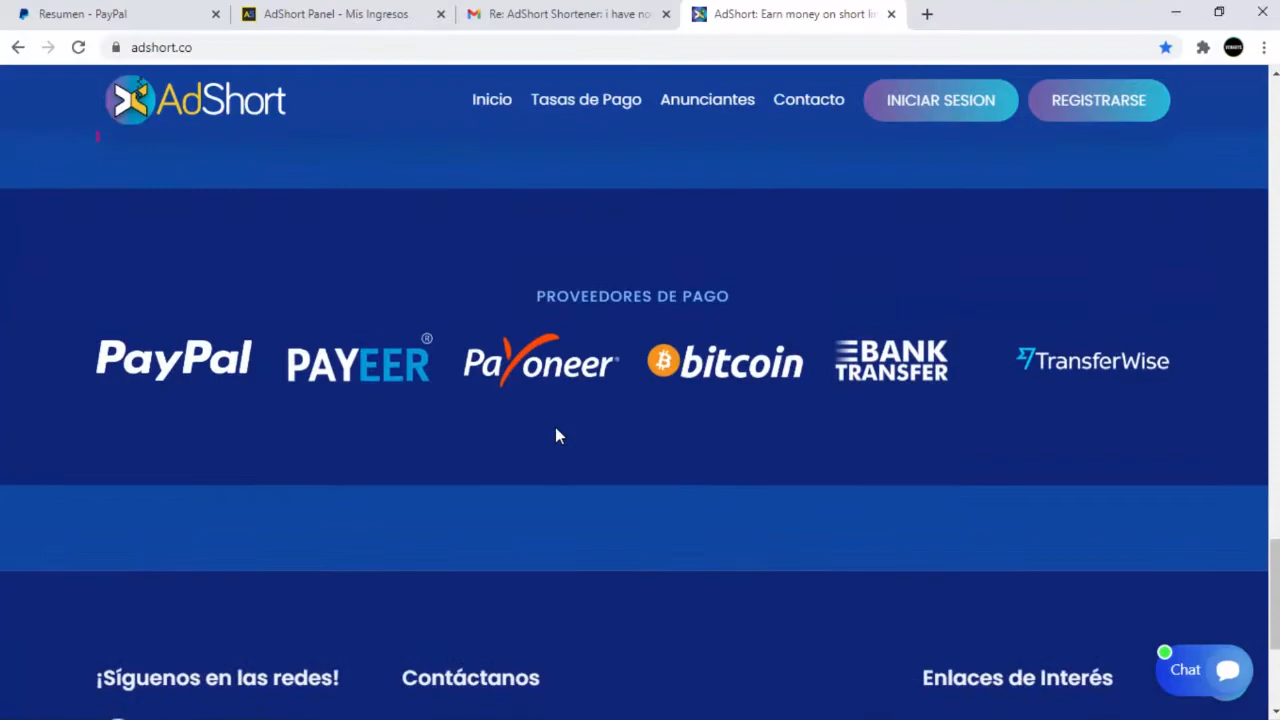 Resumen - PayPal
AdShort Panel - Mis Ingresos
Re: AdShort Shortener: i have no
AdShort: Earn money on short lin
adshort.co
AdShort
Inicio
Tasas de Pago
Anunciantes
Contacto
INICIAR SESION
REGISTRARSE
PROVEEDORES DE PAGO
PayPal
PAYEER®
Payoneer®
bitcoin
BANK
TRANSFER
TransferWise
¡Síguenos en las redes!
Contáctanos
Enlaces de Interés
Chat